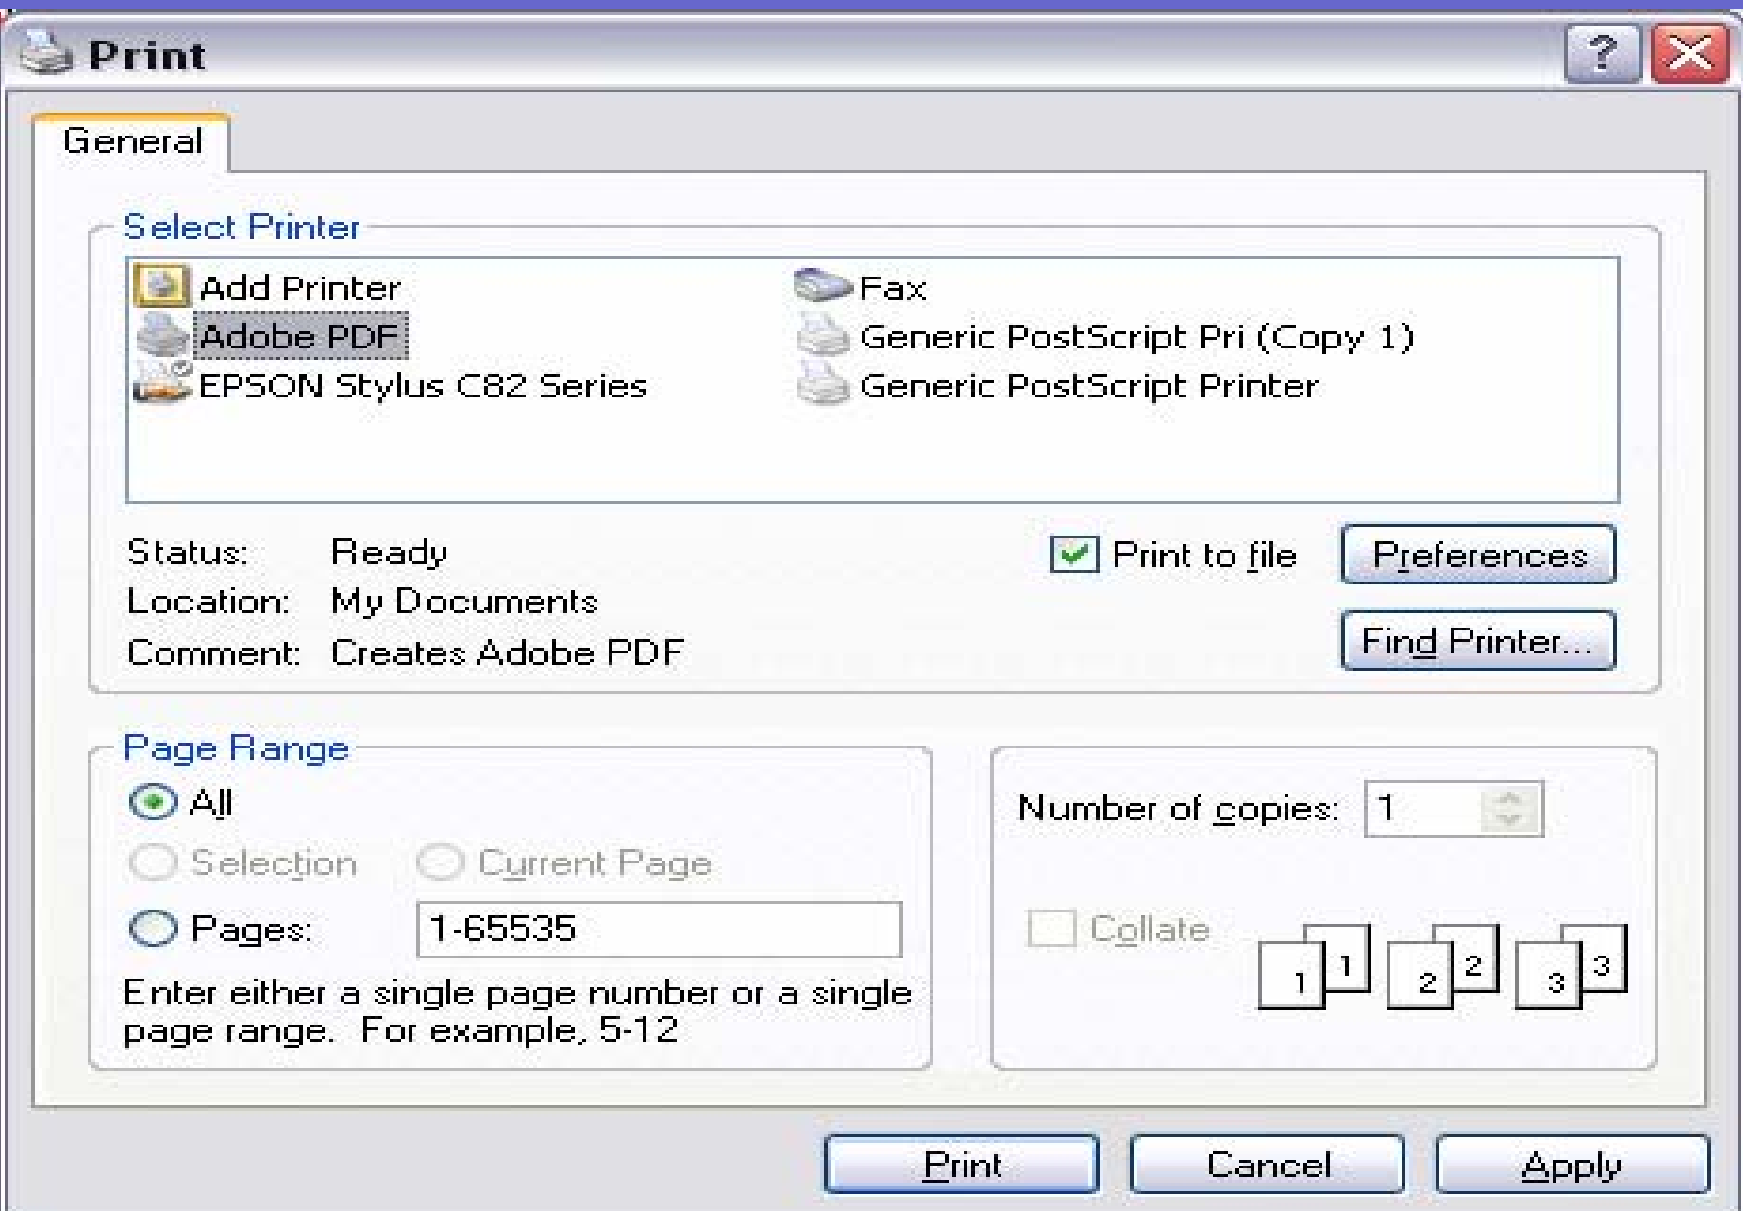 Print
?
General
Select Printer
Add Printer
Fax
Adobe PDF
Generic PostScript Pri (Copy 1)
EPSON Stylus C82 Series
Generic PostScript Printer
Status: Ready
Print to file
Preferences
Location: My Documents
Find Printer...
Comment: Creates Adobe PDF
Page Range
All
Selection
Current Page
Pages: 1-65535
Enter either a single page number or a single
page range. For example, 5-12
Number of copies: 1
Collate
1 1 2 2 3 3
Print
Cancel
Apply